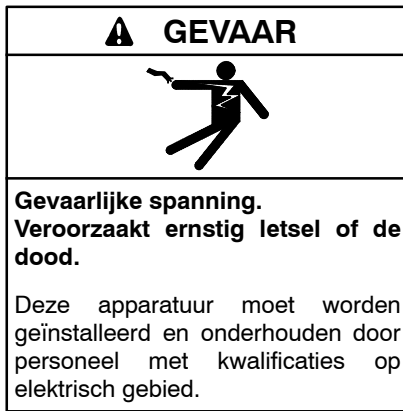 GEVAAR
Gevaarlijke spanning.
Veroorzaakt ernstig letsel of de
dood.
Deze apparatuur moet worden
geïnstalleerd en onderhouden door
personeel met kwalificaties op
elektrisch gebied.